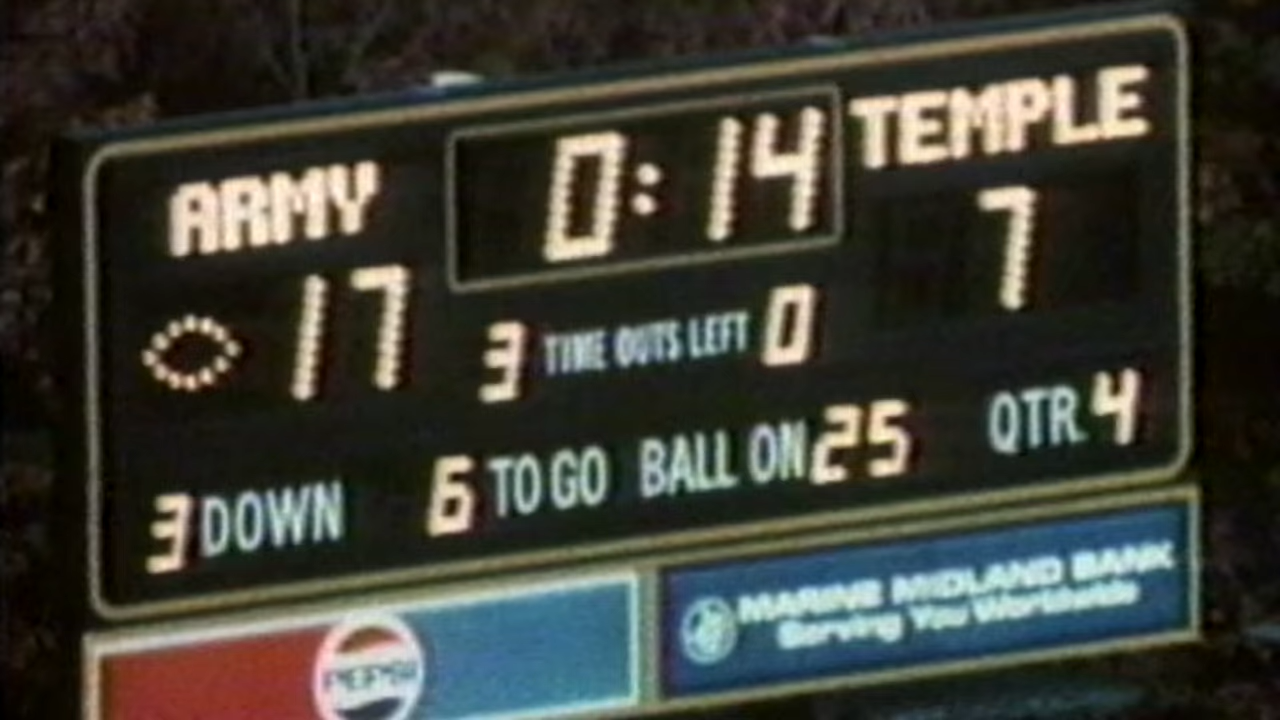 ARMY 0:14 TEMPLE
17 7
3 TIME OUTS LEFT 0
3 DOWN 6 TO GO BALL ON 25 QTR. 4
PEPSI
MARINE MIDLAND BANK
Serving You Worldwide